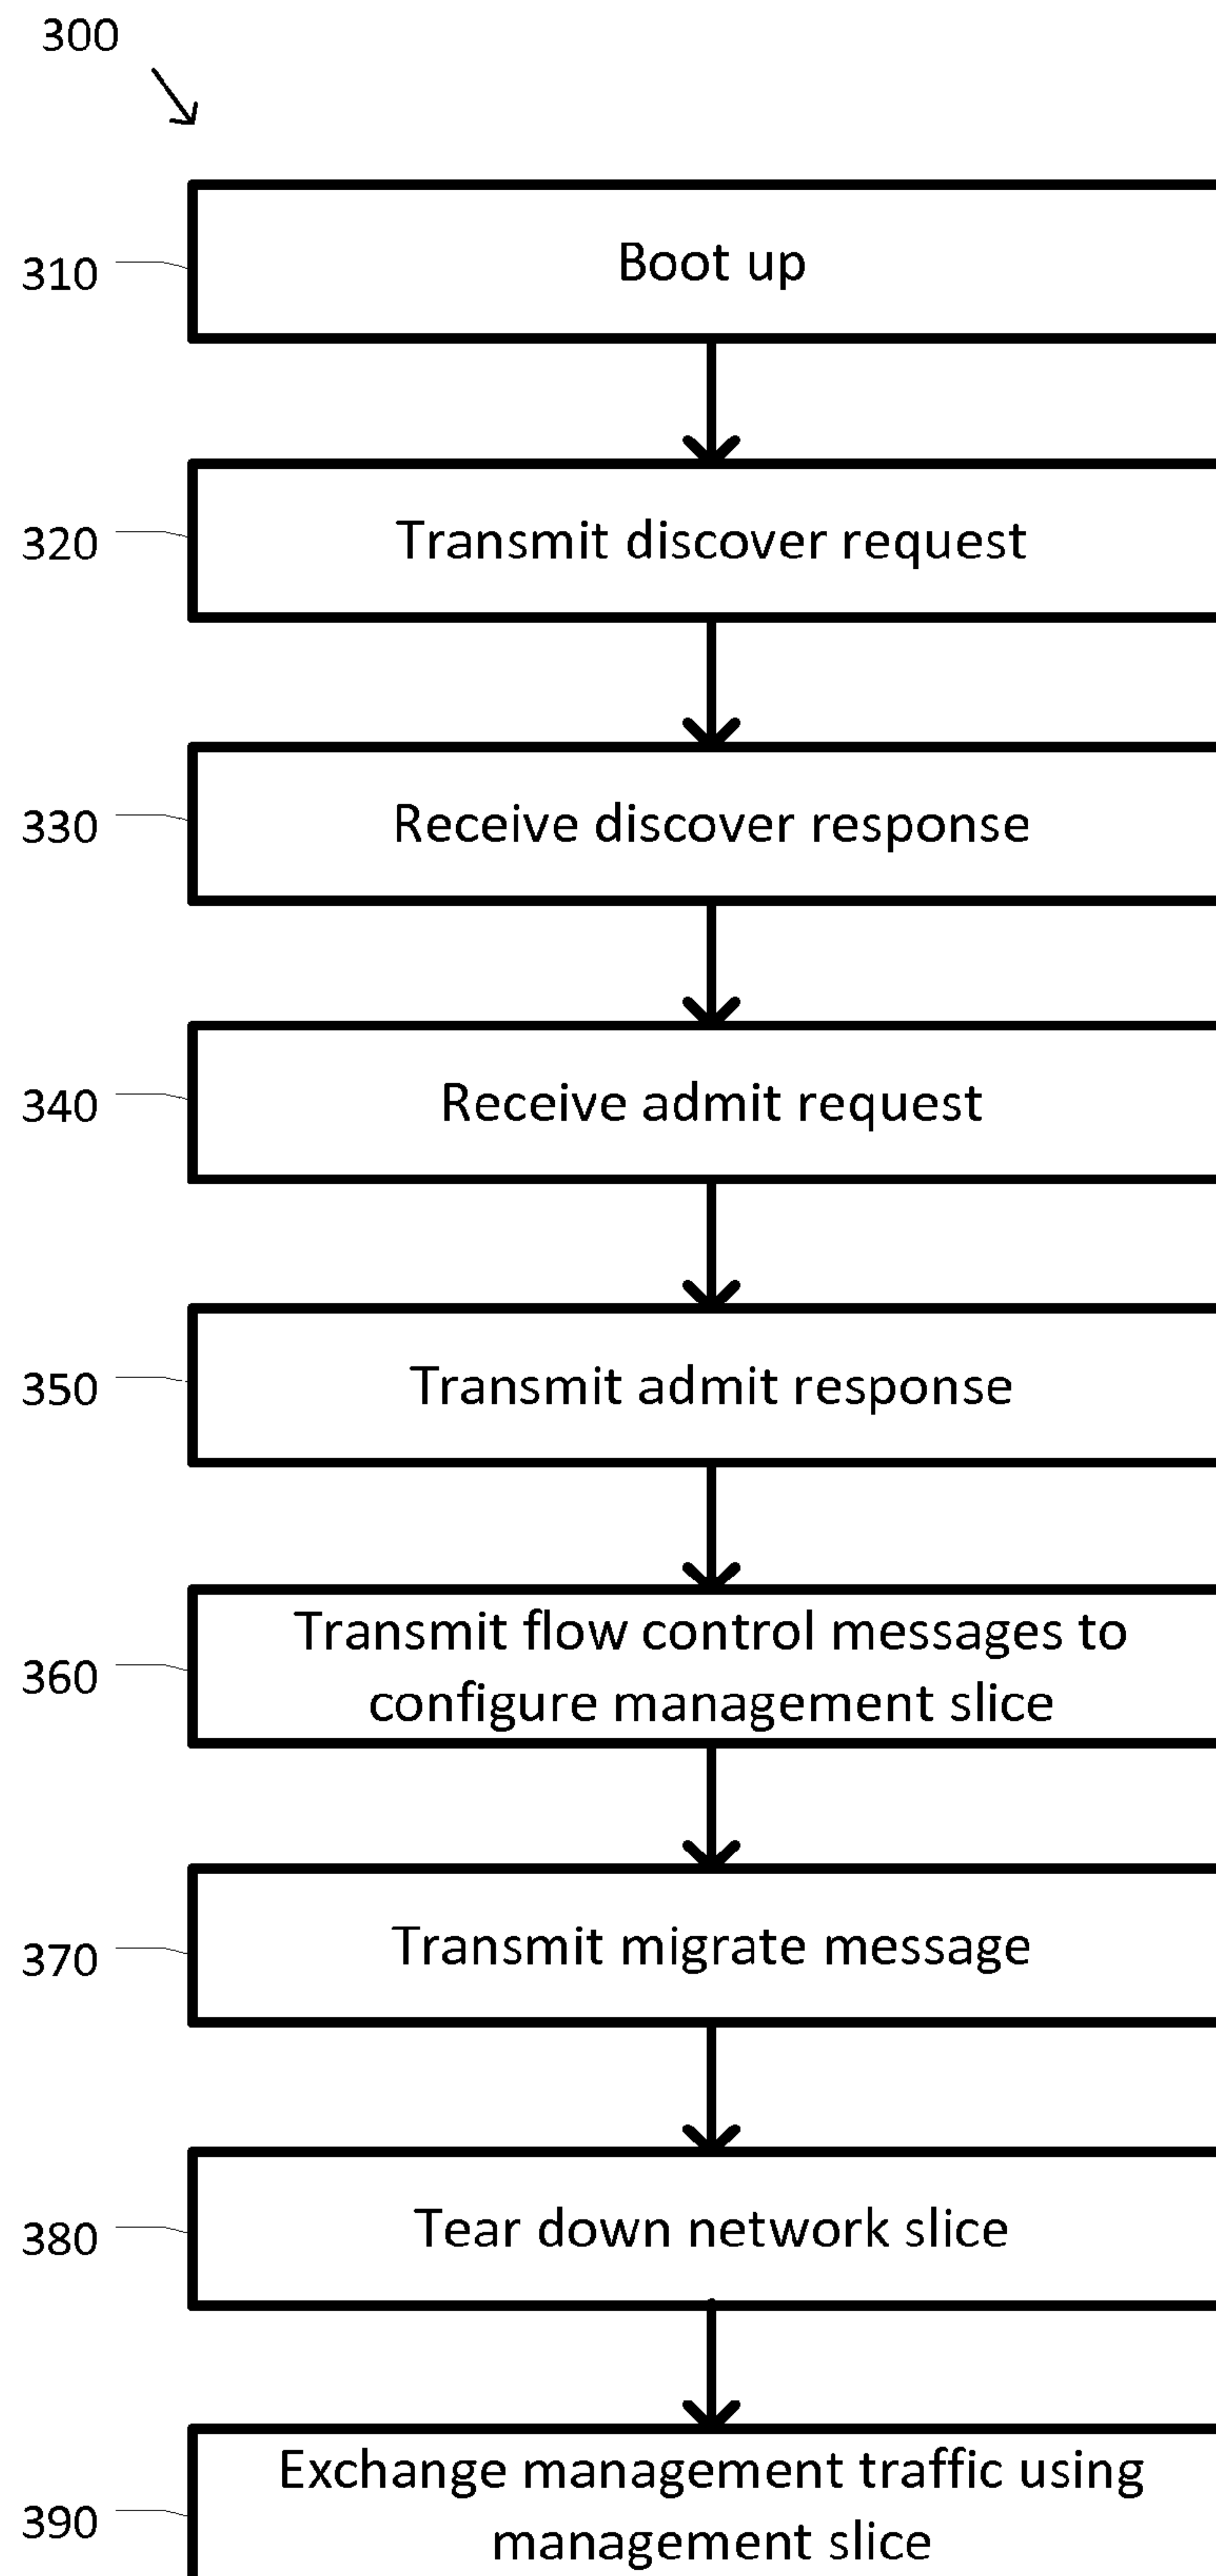 300
310
Boot up
320
Transmit discover request
330
Receive discover response
340
Receive admit request
350
Transmit admit response
360
Transmit flow control messages to
configure management slice
370
Transmit migrate message
380
Tear down network slice
390
Exchange management traffic using
management slice